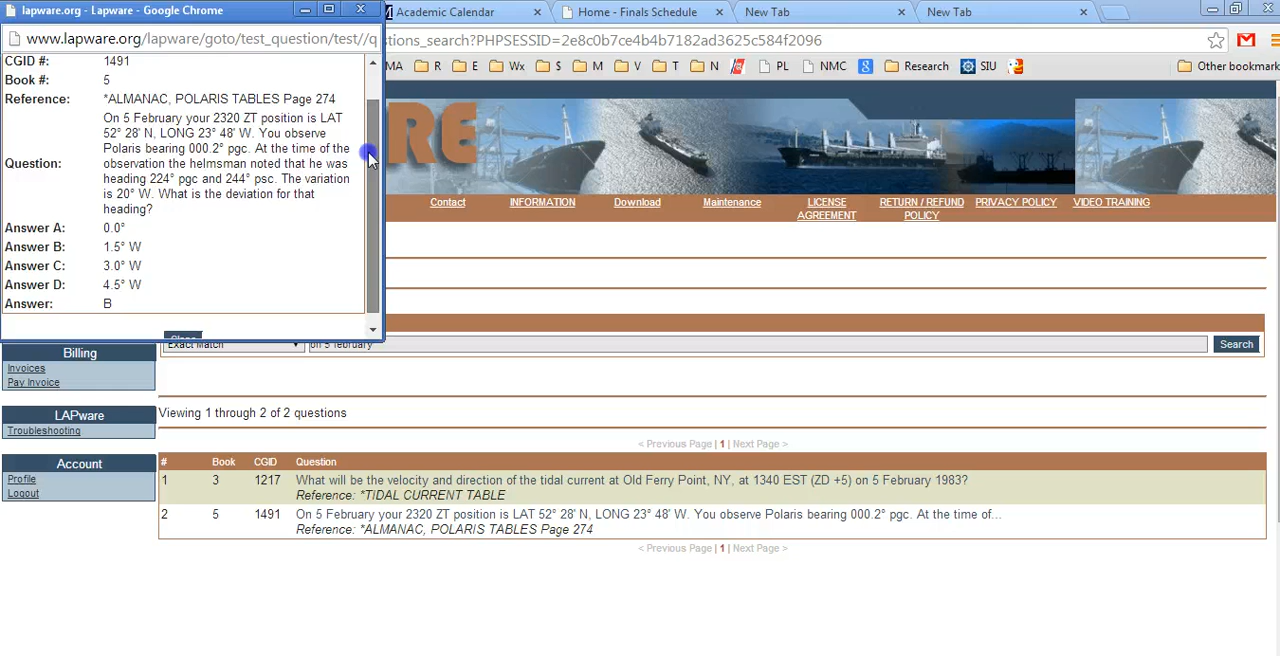 lapware.org - Lapware - Google Chrome
Academic Calendar
Home - Finals Schedule
New Tab
New Tab
www.lapware.org/lapware/goto/test_question/test//q
stions_search?PHPSESSID=2e8c0b7ce4b4b7182ad3625c584f2096
MA
R
E
Wx
$
M
V
T
N
PL
NMC
Research
SIU
Other bookmark
CGID #: 1491
Book #: 5
Reference: *ALMANAC, POLARIS TABLES Page 274
Question:
On 5 February your 2320 ZT position is LAT
52° 28' N, LONG 23° 48' W. You observe
Polaris bearing 000.2° pgc. At the time of the
observation the helmsman noted that he was
heading 224° pgc and 244° psc. The variation
is 20° W. What is the deviation for that
heading?
Answer A: 0.0°
Answer B: 1.5° W
Answer C: 3.0° W
Answer D: 4.5° W
Answer: B
RE
Contact
INFORMATION
Download
Maintenance
LICENSE
AGREEMENT
RETURN / REFUND
POLICY
PRIVACY POLICY
VIDEO TRAINING
Exact Match
on 5 february
Search
Billing
Invoices
Pay Invoice
LAPware
Troubleshooting
Account
Profile
Logout
Viewing 1 through 2 of 2 questions
< Previous Page | 1 | Next Page >
# Book CGID Question
1 3 1217 What will be the velocity and direction of the tidal current at Old Ferry Point, NY, at 1340 EST (ZD +5) on 5 February 1983?
Reference: *TIDAL CURRENT TABLE
2 5 1491 On 5 February your 2320 ZT position is LAT 52° 28' N, LONG 23° 48' W. You observe Polaris bearing 000.2° pgc. At the time of...
Reference: *ALMANAC, POLARIS TABLES Page 274
< Previous Page | 1 | Next Page >